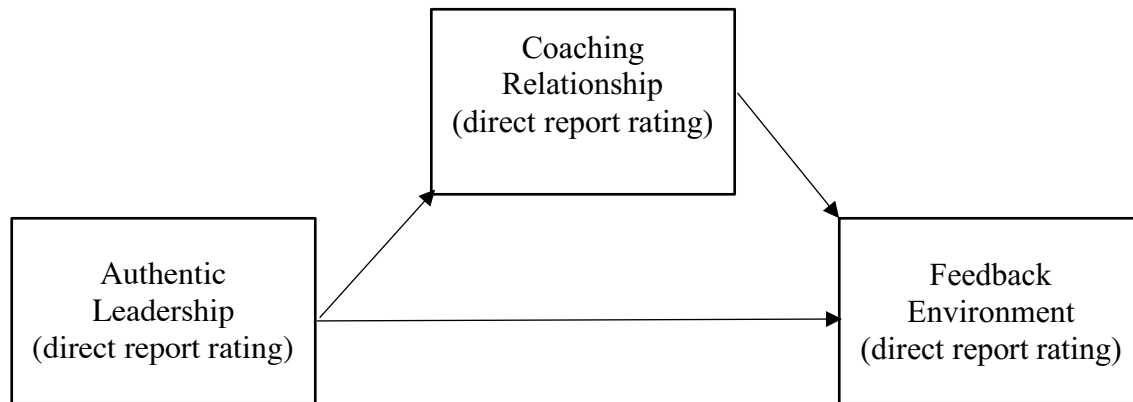 Coaching
Relationship
(direct report rating)
Authentic
Leadership
(direct report rating)
Feedback
Environment
(direct report rating)